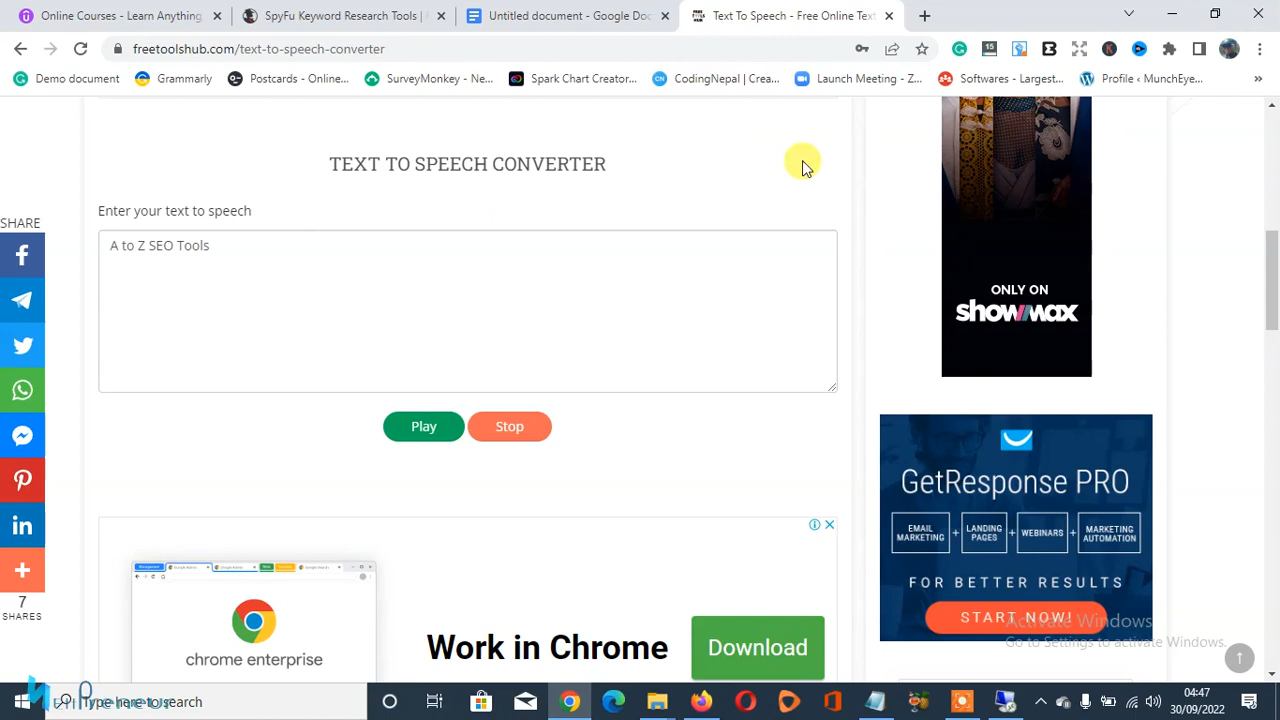 Online Courses - Learn Anything
SpyFu Keyword Research Tools |
Untitled document - Google Doc
Text To Speech - Free Online Text
freetoolshub.com/text-to-speech-converter
15
Demo document
Grammarly
Postcards - Online...
SurveyMonkey - Ne...
Spark Chart Creator...
CodingNepal | Crea...
Launch Meeting - Z...
Softwares - Largest...
Profile ‹ MunchEye...
TEXT TO SPEECH CONVERTER
Enter your text to speech
A to Z SEO Tools
Play
Stop
SHARE
7
SHARES
ONLY ON
showmax
GetResponse PRO
EMAIL MARKETING + LANDING PAGES + WEBINARS + MARKETING AUTOMATION
FOR BETTER RESULTS
START NOW!
chrome enterprise
Work in Chrome
Download
Activate Windows
Go to Settings to activate Windows.
Type here to search
04:47
30/09/2022